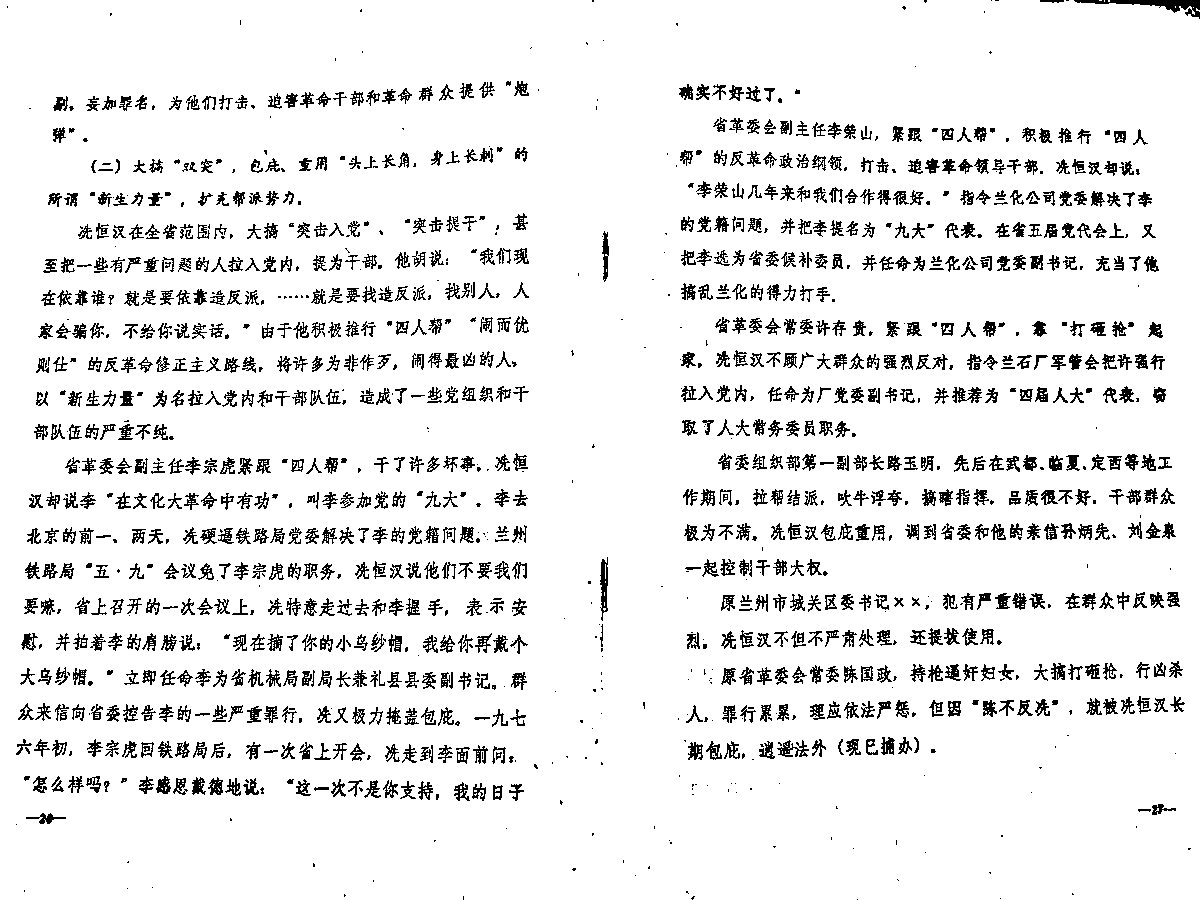 副。妄加罪名，为他们打击、迫害革命干部和革命群众提供“炮
弹”。
（二）大搞“双突”，包庇、重用“头上长角，身上长刺”的
所谓“新生力量”，扩充帮派势力。
冼恒汉在全省范围内，大搞“突击入党”、“突击提干”，甚
至把一些有严重问题的人拉入党内，提为干部。他胡说：“我们现
在依靠谁？就是要依靠造反派，……就是要找造反派，找别人，人
家会骗你，不给你说实话。”由于他积极推行“四人帮”“闹而优
则仕”的反革命修正主义路线，将许多为非作歹，闹得最凶的人，
以“新生力量”为名拉入党内和干部队伍，造成了一些党组织和干
部队伍的严重不纯。
省革委会副主任李宗虎紧跟“四人帮”，干了许多坏事。冼恒
汉却说李“在文化大革命中有功”，叫李参加党的“九大”。李去
北京的前一、两天，冼硬逼铁路局党委解决了李的党籍问题。兰州
铁路局“五·九”会议免了李宗虎的职务，冼恒汉说他们不要我们
要嘛，省上召开的一次会议上，冼特意走过去和李握手，表示安
慰，并拍着李的肩膀说：“现在摘了你的小乌纱帽，我给你再戴个
大乌纱帽。”立即任命李为省机械局副局长兼礼县县委副书记。群
众来信向省委控告李的一些严重罪行，冼又极力掩盖包庇。一九七
六年初，李宗虎回铁路局后，有一次省上开会，冼走到李面前问：
“怎么样吗？”李感恩戴德地说：“这一次不是你支持，我的日子
—26—
确实不好过了。”
省革委会副主任李荣山，紧跟“四人帮”，积极推行“四人
帮”的反革命政治纲领，打击、迫害革命领导干部。冼恒汉却说：
“李荣山几年来和我们合作得很好。”指令兰化公司党委解决了李
的党籍问题，并把李提名为“九大”代表。在省五届党代会上，又
把李选为省委候补委员，并任命为兰化公司党委副书记，充当了他
搞乱兰化的得力打手。
省革委会常委许存贵，紧跟“四人帮”，靠“打砸抢”起
家。冼恒汉不顾广大群众的强烈反对，指令兰石厂军管会把许强行
拉入党内，任命为厂党委副书记，并推荐为“四届人大”代表，窃
取了人大常务委员职务。
省委组织部第一副部长路玉明，先后在武都、临夏、定西等地工
作期间，拉帮结派，吹牛浮夸，搞瞎指挥，品质很不好，干部群众
极为不满。冼恒汉包庇重用，调到省委和他的亲信孙炳先、刘金泉
一起控制干部大权。
原兰州市城关区委书记××，犯有严重错误，在群众中反映强
烈。冼恒汉不但不严肃处理，还提拔使用。
原省革委会常委陈国政，持枪逼奸妇女，大搞打砸抢，行凶杀
人，罪行累累，理应依法严惩，但因“陈不反冼”，就被冼恒汉长
期包庇，逍遥法外（现已捕办）。
—27—